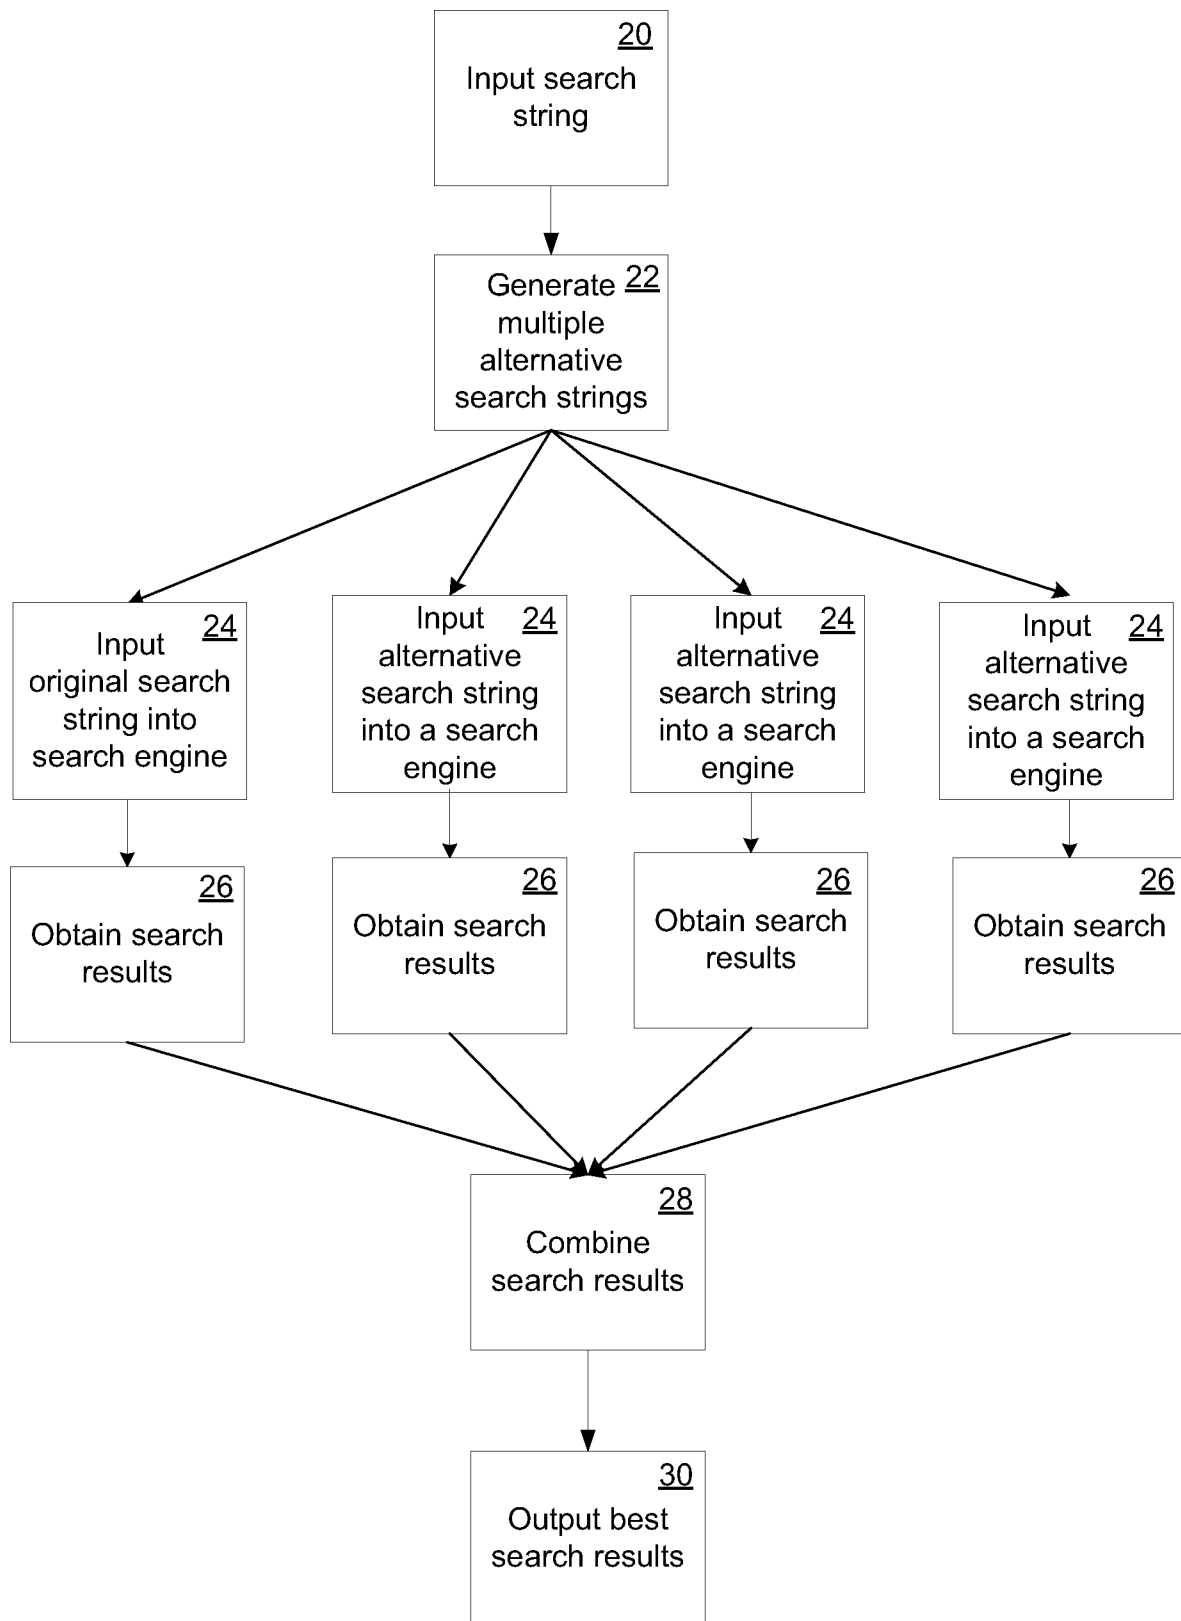 20
Input search
string
22
Generate
multiple
alternative
search strings
24
Input
original search
string into
search engine
24
Input
alternative
search string
into a search
engine
24
Input
alternative
search string
into a search
engine
24
Input
alternative
search string
into a search
engine
26
Obtain search
results
26
Obtain search
results
26
Obtain search
results
26
Obtain search
results
28
Combine
search results
30
Output best
search results